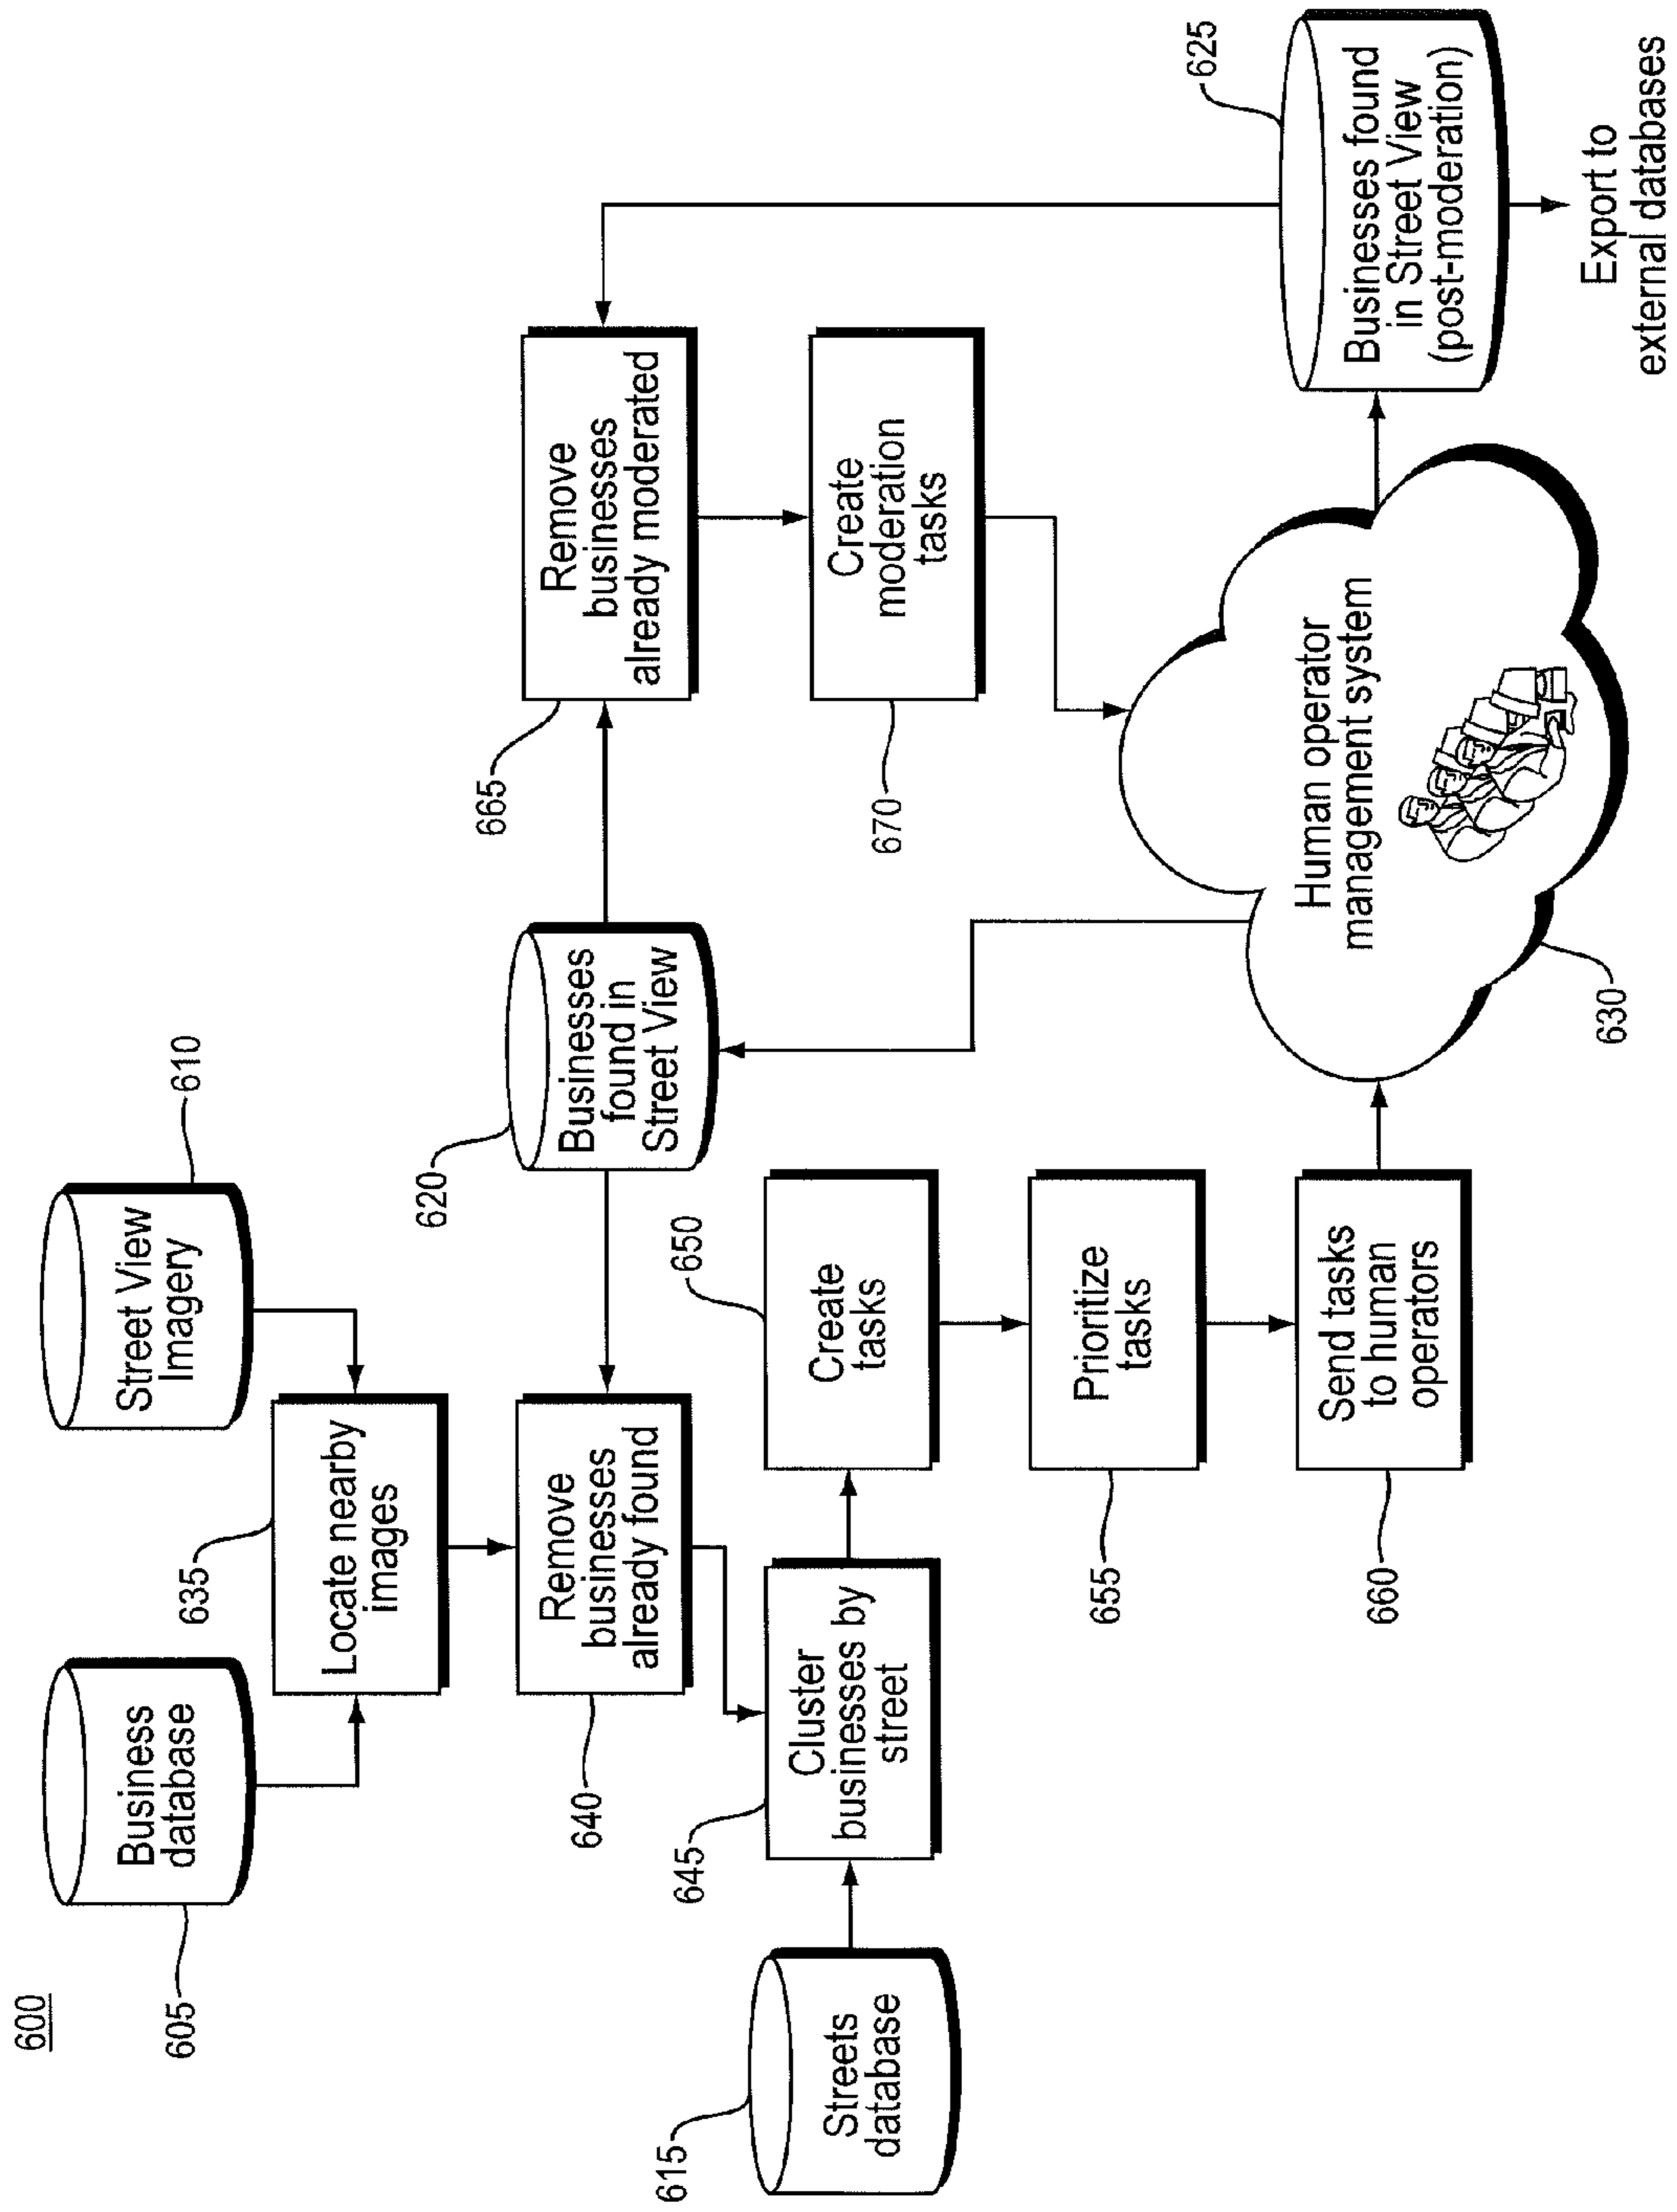 600
605
Business
database
Street View
Imagery
610
635
Locate nearby
images
640
Remove
businesses
already found
620
Businesses
found in
Street View
665
Remove
businesses
already moderated
615
Streets
database
645
Cluster
businesses by
street
650
Create
tasks
670
Create
moderation
tasks
655
Prioritize
tasks
660
Send tasks
to human
operators
Human operator
management system
630
625
Businesses found
in Street View
(post-moderation)
Export to
external databases